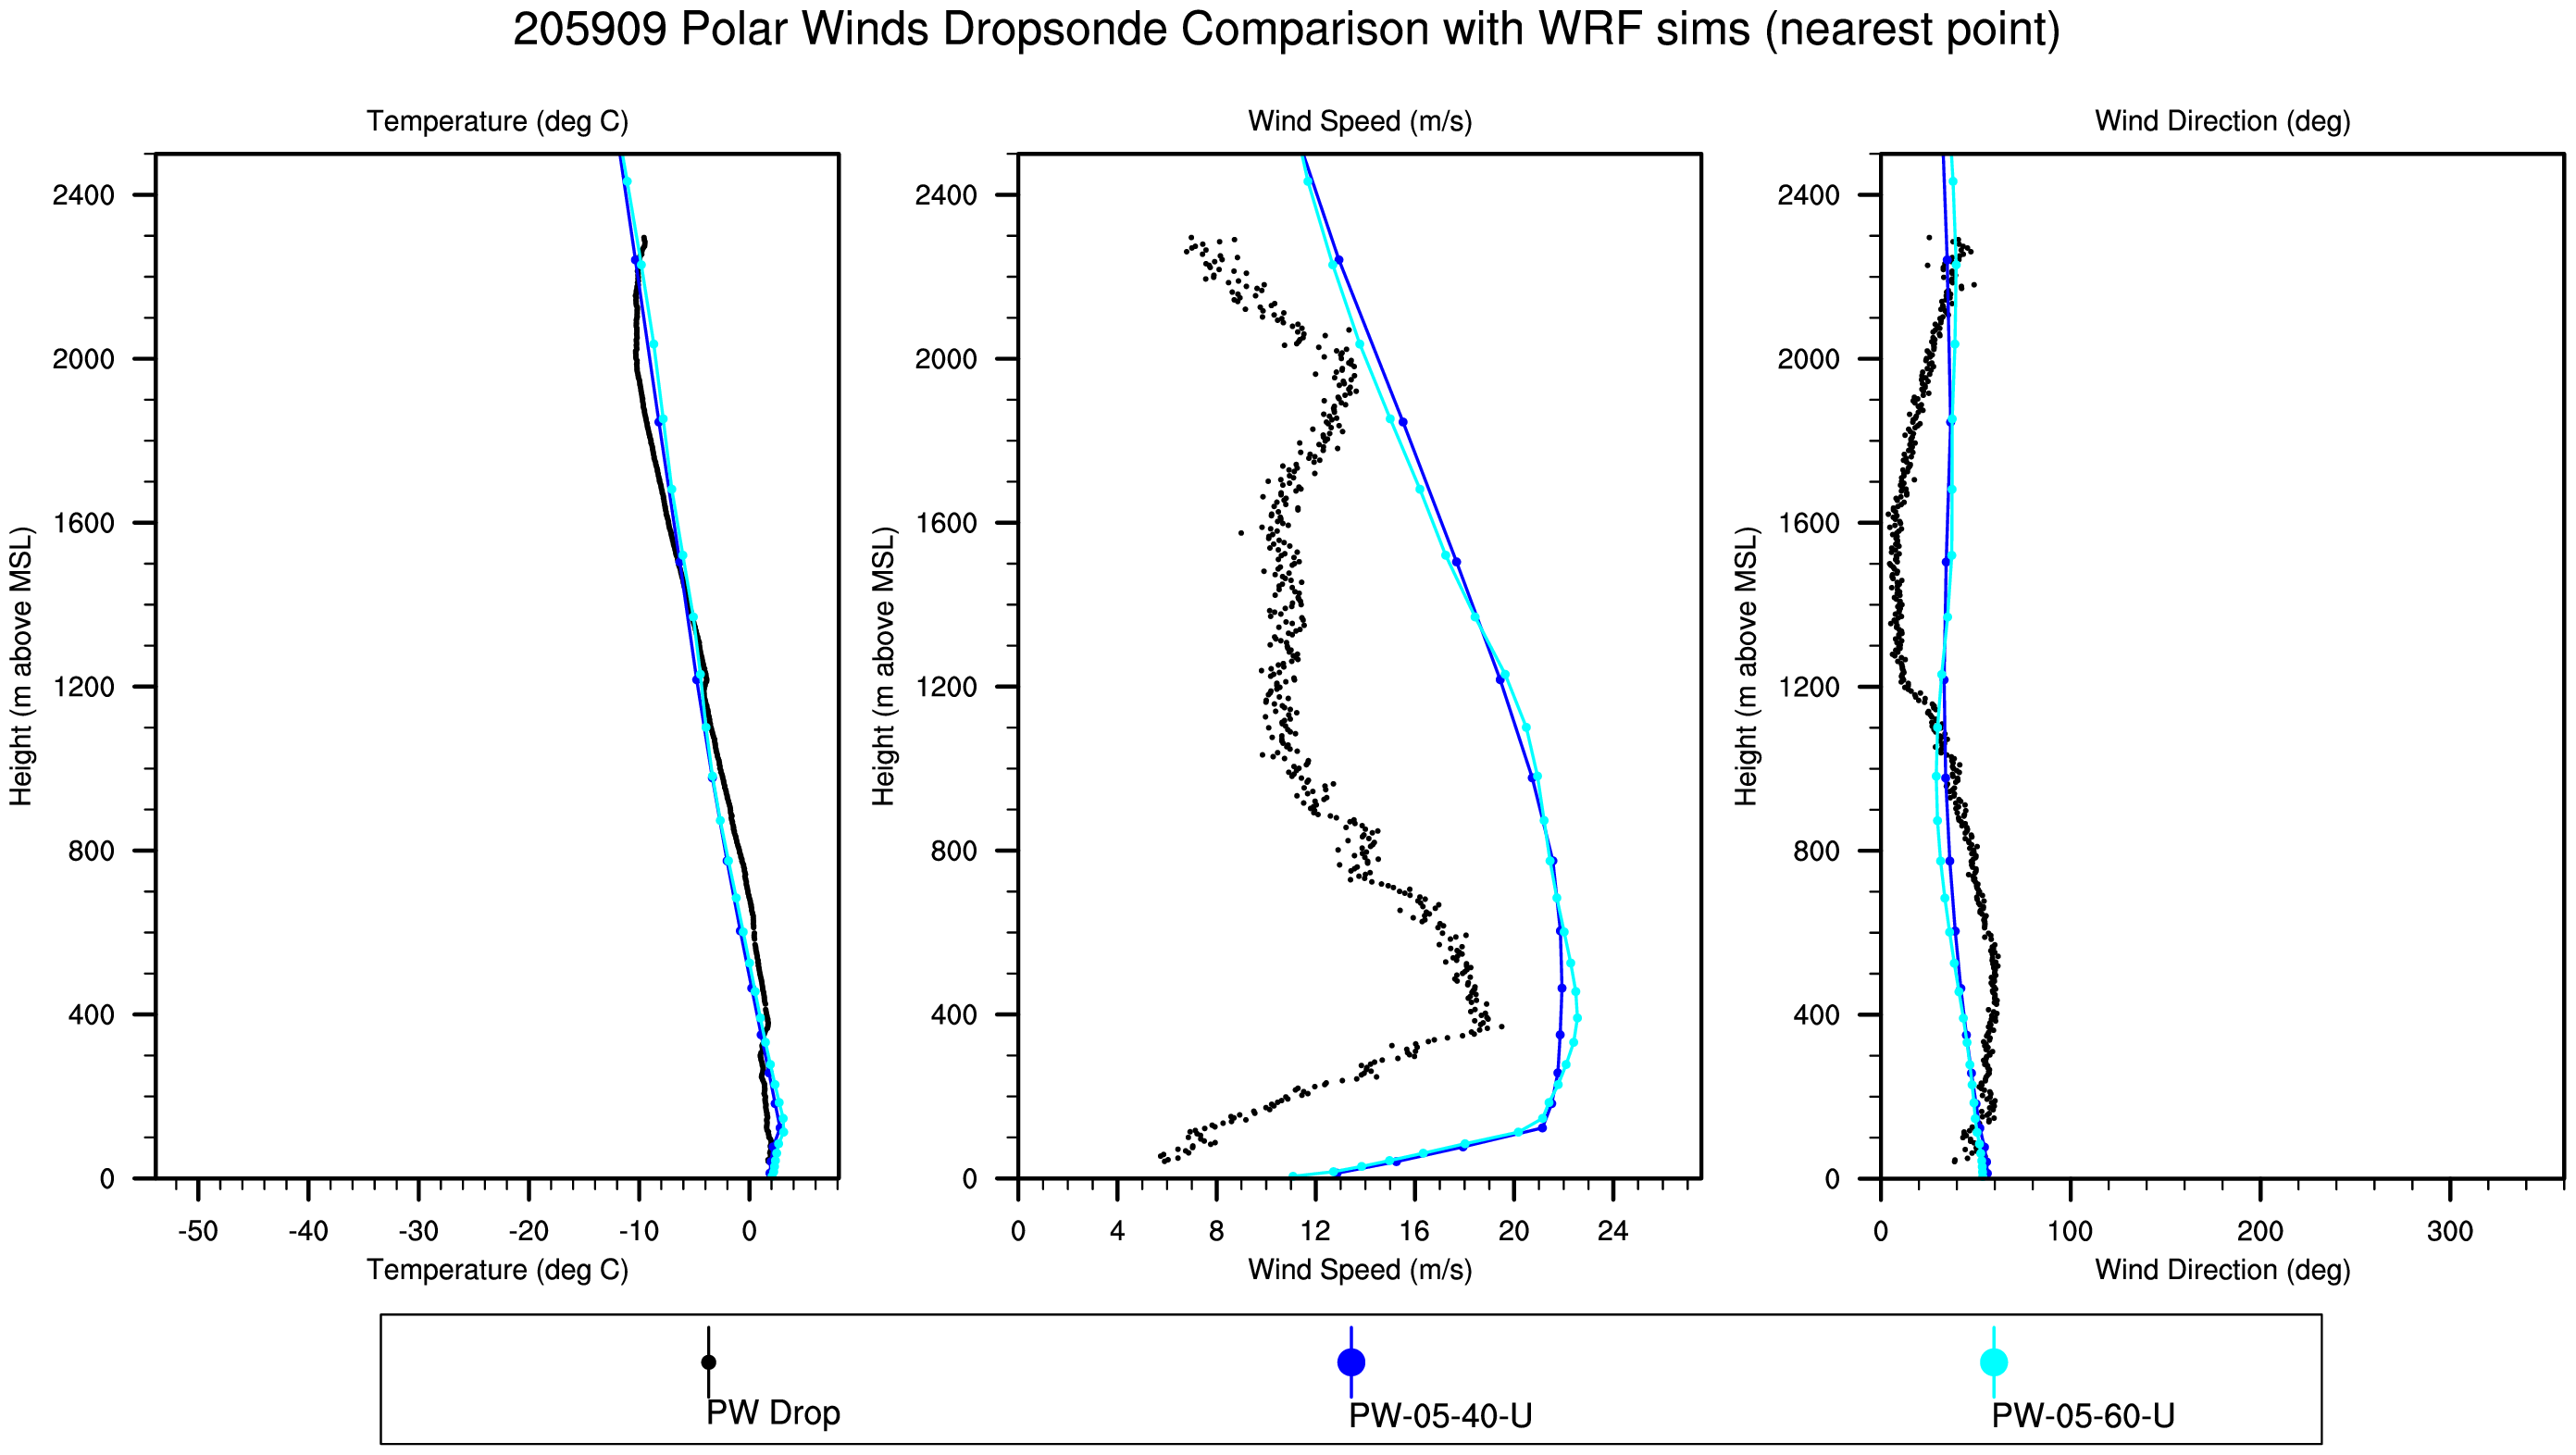 205909 Polar Winds Dropsonde Comparison with WRF sims (nearest point)
Temperature (deg C)
Height (m above MSL)
2400
2000
1600
1200
800
400
0
-50 -40 -30 -20 -10 0
Temperature (deg C)
Wind Speed (m/s)
Height (m above MSL)
2400
2000
1600
1200
800
400
0
0 4 8 12 16 20 24
Wind Speed (m/s)
Wind Direction (deg)
Height (m above MSL)
2400
2000
1600
1200
800
400
0
0 100 200 300
Wind Direction (deg)
PW Drop
PW-05-40-U
PW-05-60-U